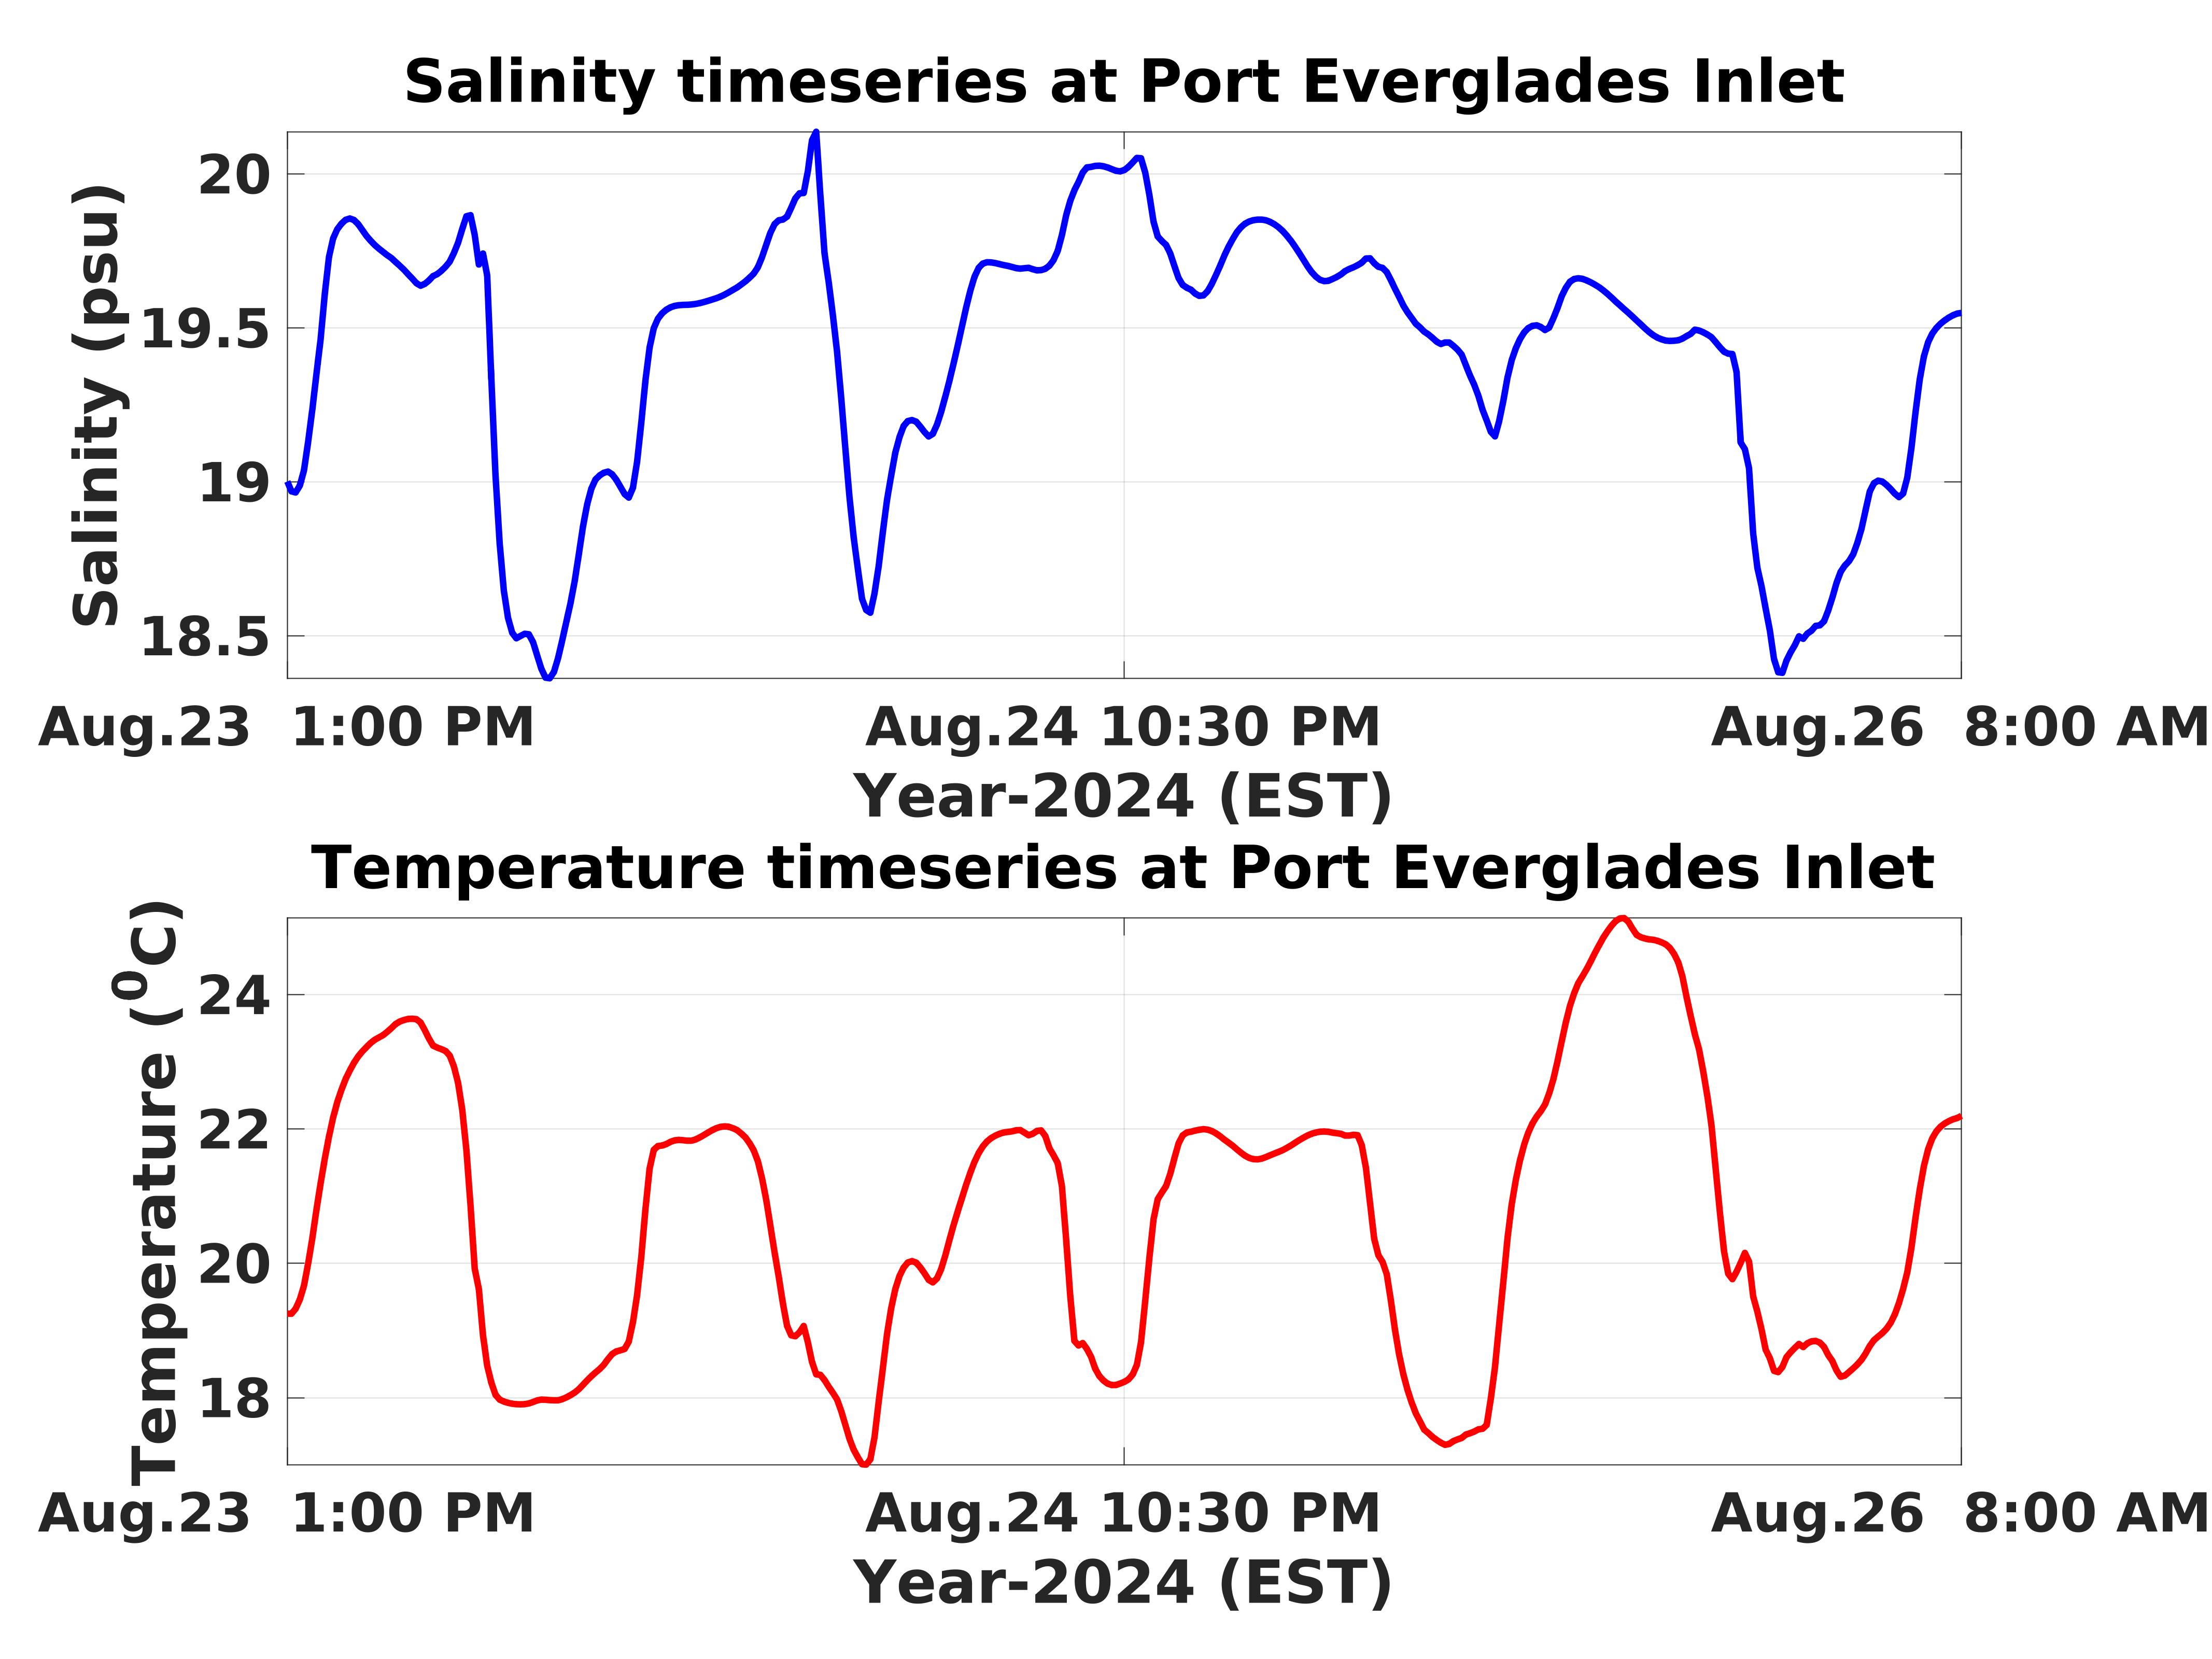 Salinity timeseries at Port Everglades Inlet
Salinity (psu)
20
19.5
19
18.5
Aug.23  1:00 PM
Aug.24 10:30 PM
Aug.26  8:00 AM
Year-2024 (EST)
Temperature timeseries at Port Everglades Inlet
Temperature (⁰C)
24
22
20
18
Aug.23  1:00 PM
Aug.24 10:30 PM
Aug.26  8:00 AM
Year-2024 (EST)